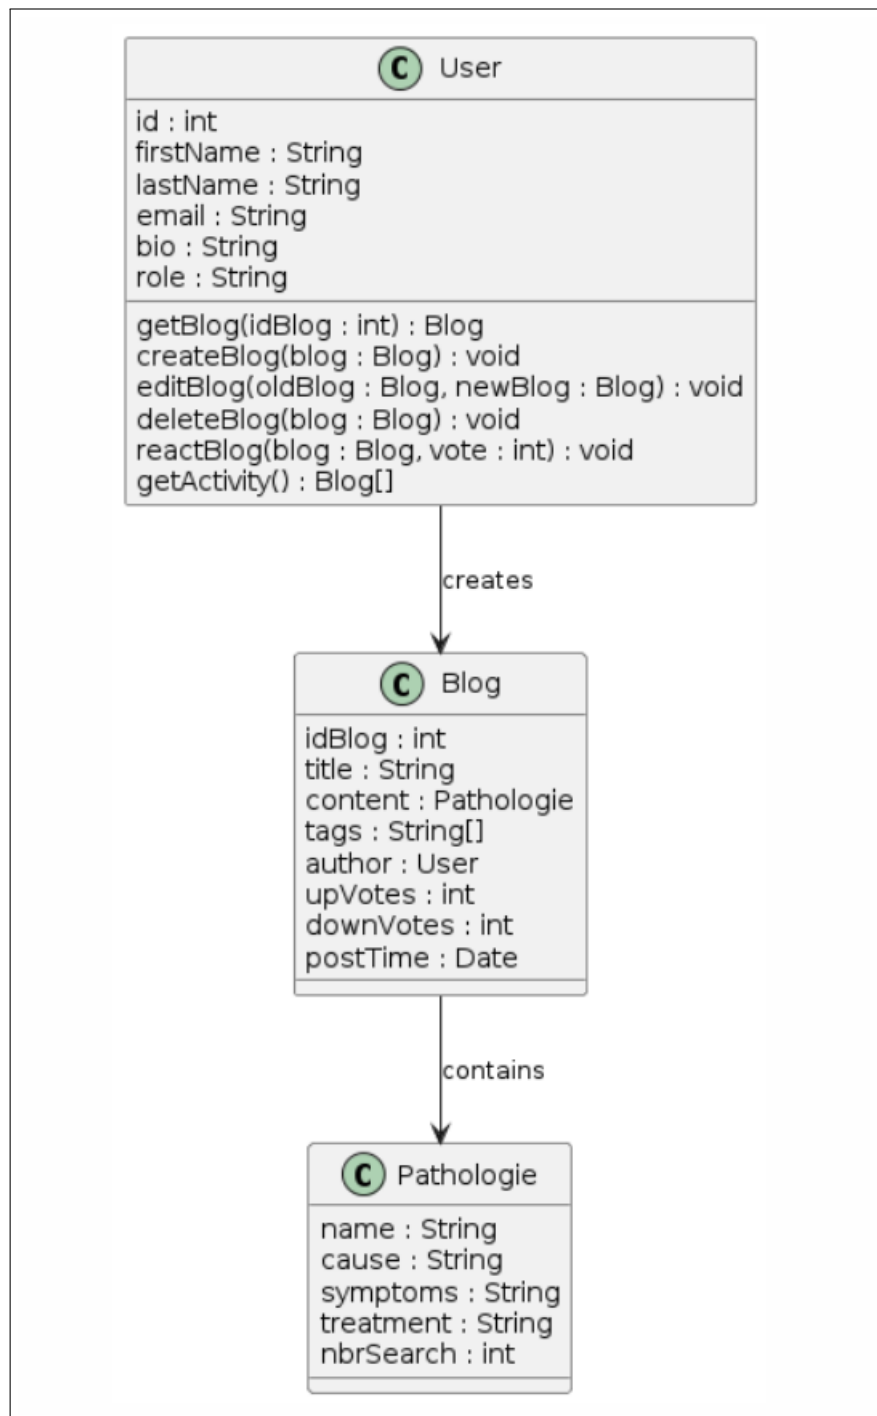 C User
id : int
firstName : String
lastName : String
email : String
bio : String
role : String
getBlog(idBlog : int) : Blog
createBlog(blog : Blog) : void
editBlog(oldBlog : Blog, newBlog : Blog) : void
deleteBlog(blog : Blog) : void
reactBlog(blog : Blog, vote : int) : void
getActivity() : Blog[]
creates
C Blog
idBlog : int
title : String
content : Pathologie
tags : String[]
author : User
upVotes : int
downVotes : int
postTime : Date
contains
C Pathologie
name : String
cause : String
symptoms : String
treatment : String
nbrSearch : int